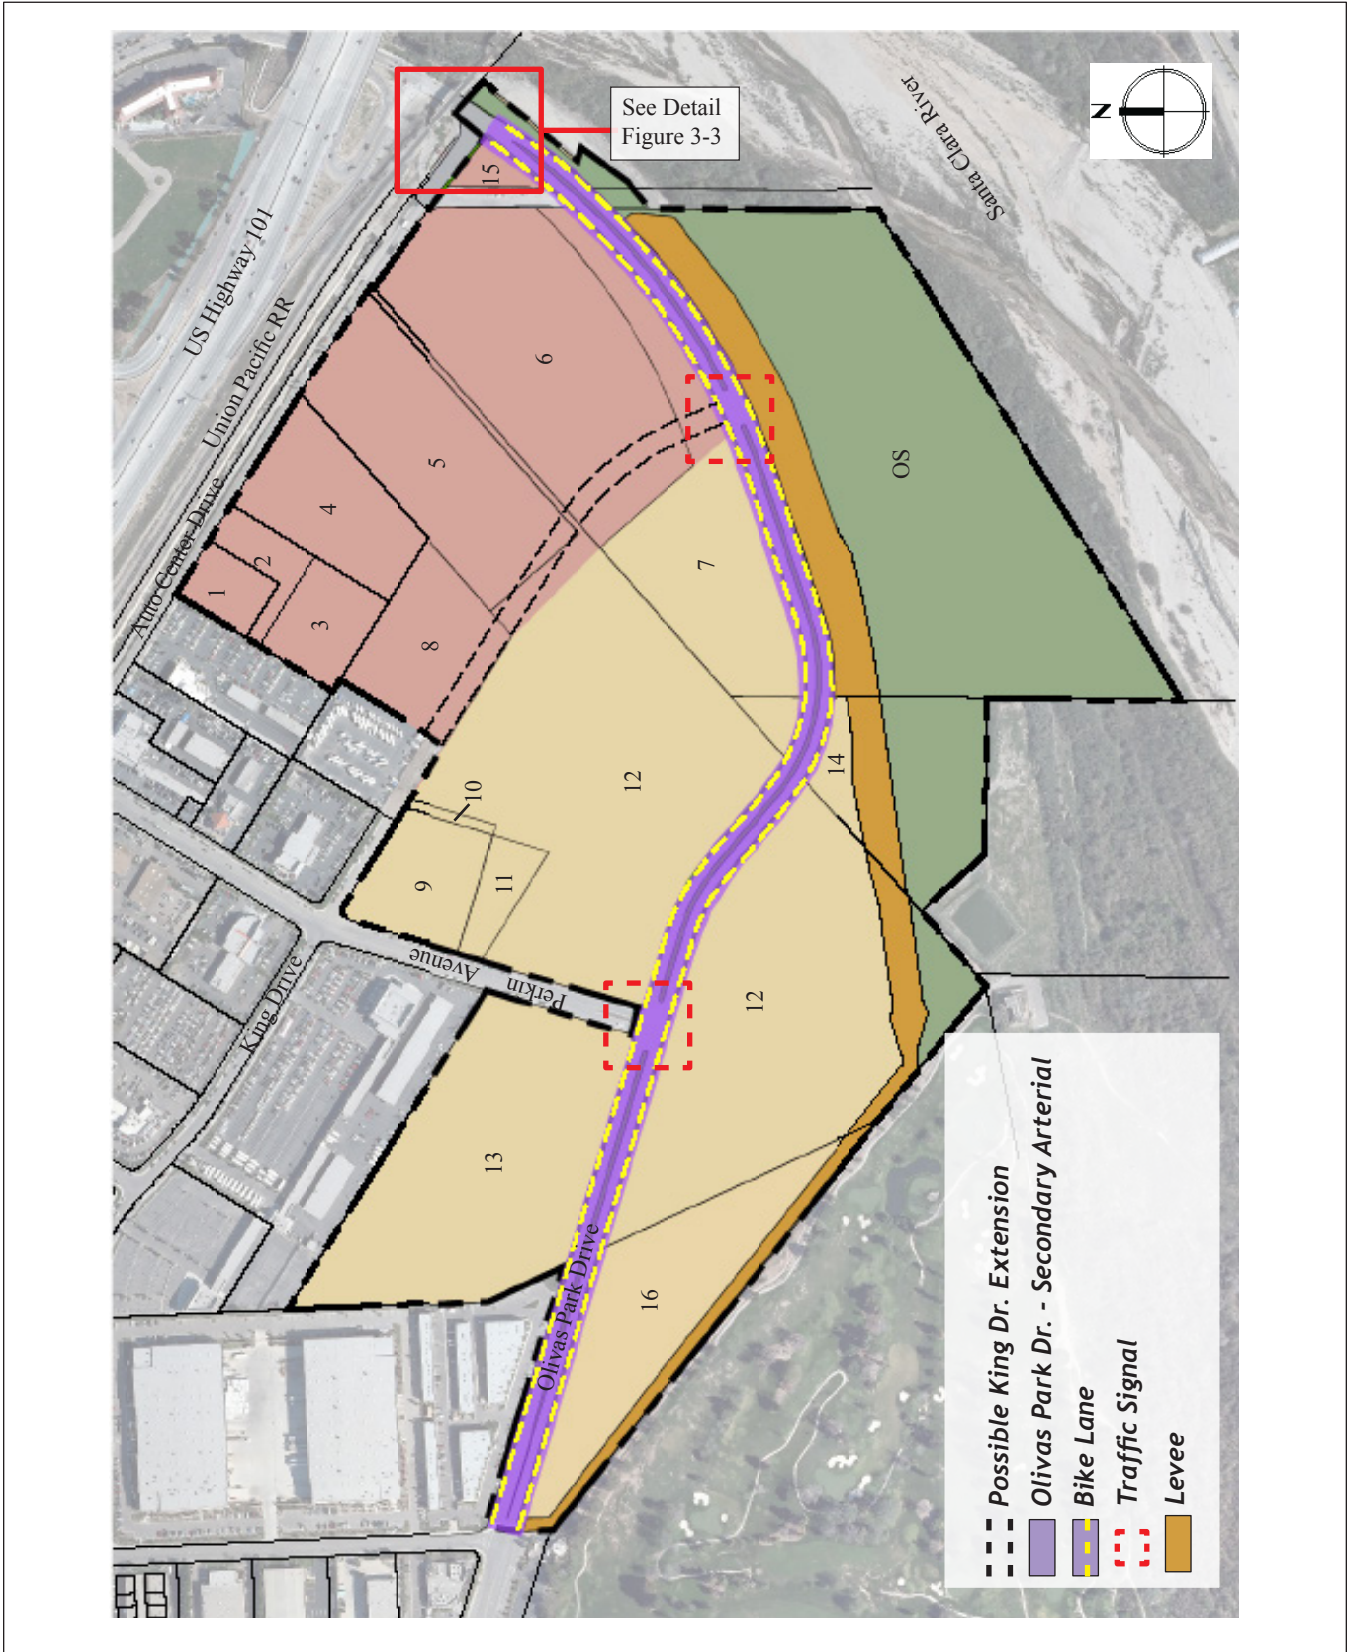 See Detail
Figure 3-3
N
US Highway 101
Union Pacific RR
Auto Center Drive
Santa Clara River
15
6
5
4
2
1
3
8
7
OS
12
10
9
11
14
Perkin Avenue
King Drive
12
13
16
Olivas Park Drive
Possible King Dr. Extension
Olivas Park Dr. - Secondary Arterial
Bike Lane
Traffic Signal
Levee